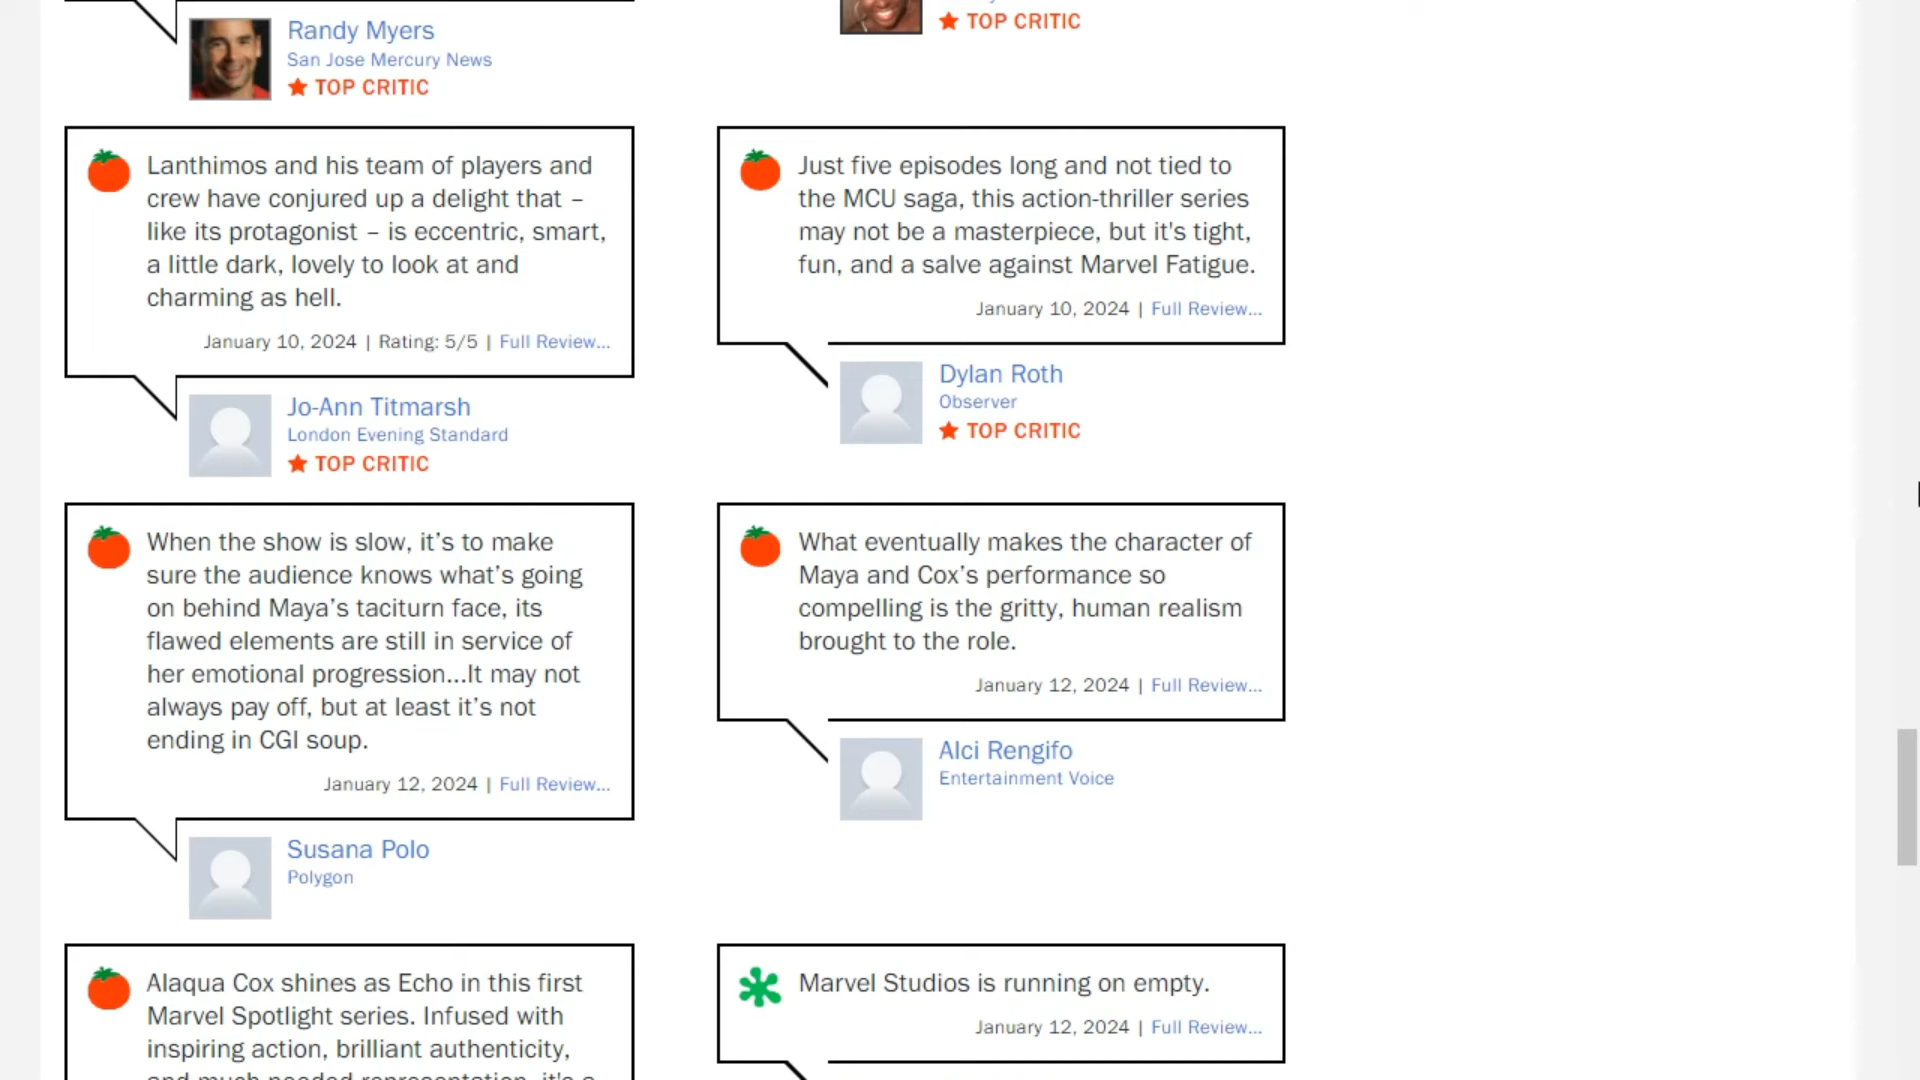 Randy Myers
San Jose Mercury News
TOP CRITIC
TOP CRITIC
Lanthimos and his team of players and
crew have conjured up a delight that –
like its protagonist – is eccentric, smart,
a little dark, lovely to look at and
charming as hell.
January 10, 2024 | Rating: 5/5 | Full Review...
Jo-Ann Titmarsh
London Evening Standard
TOP CRITIC
Just five episodes long and not tied to
the MCU saga, this action-thriller series
may not be a masterpiece, but it's tight,
fun, and a salve against Marvel Fatigue.
January 10, 2024 | Full Review...
Dylan Roth
Observer
TOP CRITIC
When the show is slow, it’s to make
sure the audience knows what’s going
on behind Maya’s taciturn face, its
flawed elements are still in service of
her emotional progression...It may not
always pay off, but at least it’s not
ending in CGI soup.
January 12, 2024 | Full Review...
Susana Polo
Polygon
What eventually makes the character of
Maya and Cox’s performance so
compelling is the gritty, human realism
brought to the role.
January 12, 2024 | Full Review...
Alci Rengifo
Entertainment Voice
Alaqua Cox shines as Echo in this first
Marvel Spotlight series. Infused with
inspiring action, brilliant authenticity,
and much needed representation, it's a
Marvel Studios is running on empty.
January 12, 2024 | Full Review...